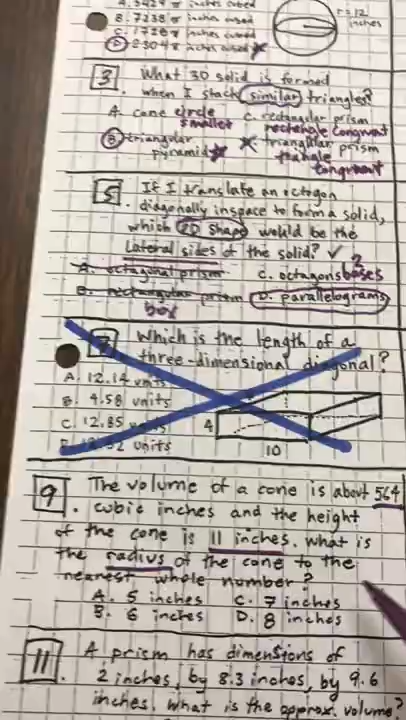 A. 3429 π inches cubed
B. 7238 π inches cubed
C. 1728 π inches cubed
D. 2304 π inches cubed
r=12
inches
3. What 3D solid is formed
when I stack similar triangles?
A. cone circle
smaller
C. rectangular prism
rectangle congruent
B. triangular
pyramid
triangular prism
triangle
congruent
5. If I translate an octogon
diagonally in space to form a solid,
which 2D shape would be the
Lateral sides of the solid? ✓
A. octagonal prism
C. octagons bases
2
B. rectangular prism
box
D. parallelograms
7. Which is the length of a
three-dimensional diagonal?
A. 12.14 units
B. 4.58 units
C. 12.85 units
units
4
10
9. The volume of a cone is about 564
cubic inches and the height
of the cone is 11 inches. What is
the radius of the cone to the
nearest whole number?
A. 5 inches C. 7 inches
B. 6 inches D. 8 inches
11. A prism has dimensions of
2 inches, by 8.3 inches, by 9.6
inches. What is the approx. volume?